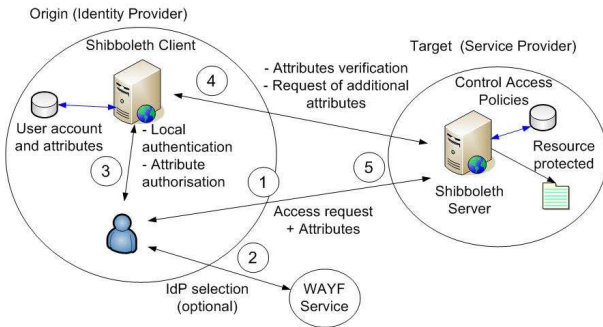 Origin (Identity Provider)
Shibboleth Client
User account
and attributes
- Local
authentication
- Attribute
authorisation
3
4
- Attributes verification
- Request of additional
attributes
Target (Service Provider)
Control Access
Policies
Resource
protected
Shibboleth
Server
1
5
Access request
+ Attributes
2
IdP selection
(optional)
WAYF
Service